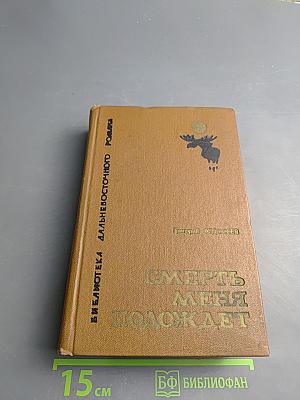 БИБЛИОТЕКА ДАЛЬНЕВОСТОЧНОГО РОМАНА
СМЕРТЬ
МЕНЯ
ПОДОЖДЕТ
15 см
БФ БИБЛИОФАН